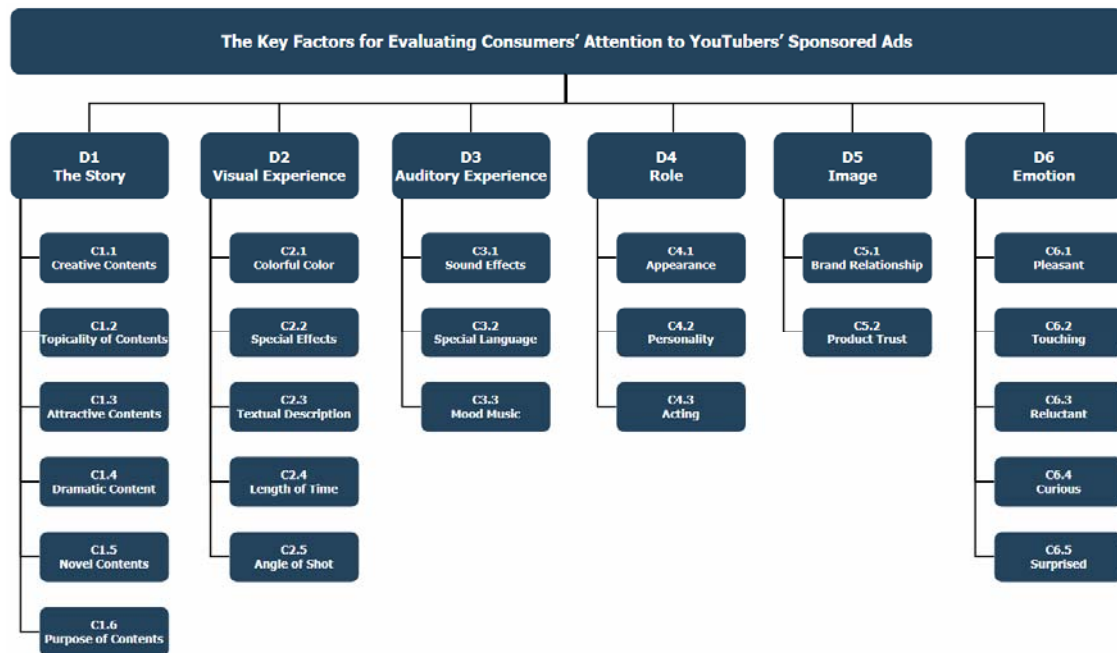 The Key Factors for Evaluating Consumers’ Attention to YouTubers’ Sponsored Ads
D1
The Story
C1.1
Creative Contents
C1.2
Topicality of Contents
C1.3
Attractive Contents
C1.4
Dramatic Content
C1.5
Novel Contents
C1.6
Purpose of Contents
D2
Visual Experience
C2.1
Colorful Color
C2.2
Special Effects
C2.3
Textual Description
C2.4
Length of Time
C2.5
Angle of Shot
D3
Auditory Experience
C3.1
Sound Effects
C3.2
Special Language
C3.3
Mood Music
D4
Role
C4.1
Appearance
C4.2
Personality
C4.3
Acting
D5
Image
C5.1
Brand Relationship
C5.2
Product Trust
D6
Emotion
C6.1
Pleasant
C6.2
Touching
C6.3
Reluctant
C6.4
Curious
C6.5
Surprised